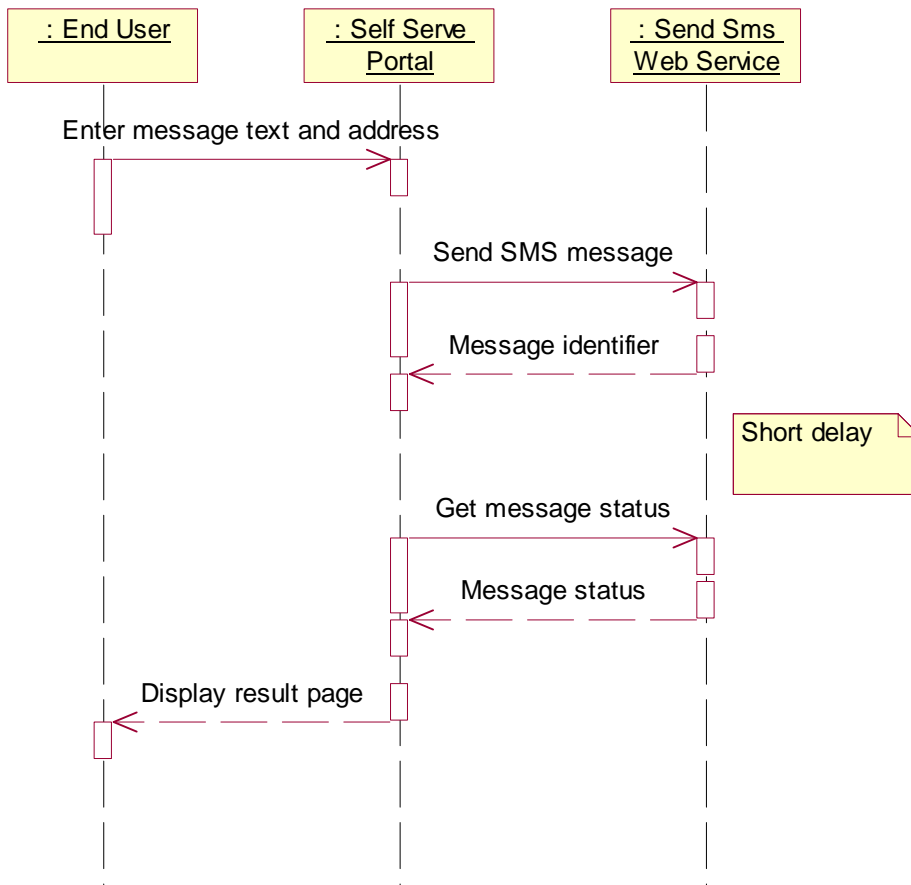 : End User
: Self Serve
Portal
: Send Sms
Web Service
Enter message text and address
Send SMS message
Message identifier
Short delay
Get message status
Message status
Display result page